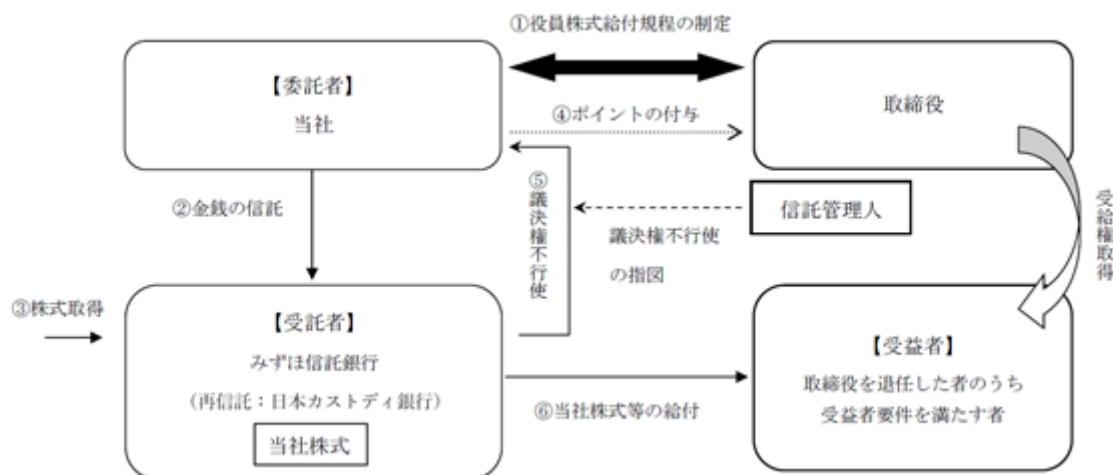 ①役員株式給付規程の制定
【委託者】
当社
取締役
④ポイントの付与
②金銭の信託
⑤議決権不行使
信託管理人
議決権不行使
の指図
受給権取得
③株式取得
【受託者】
みずほ信託銀行
（再信託：日本カストディ銀行）
当社株式
⑥当社株式等の給付
【受益者】
取締役を退任した者のうち
受益者要件を満たす者